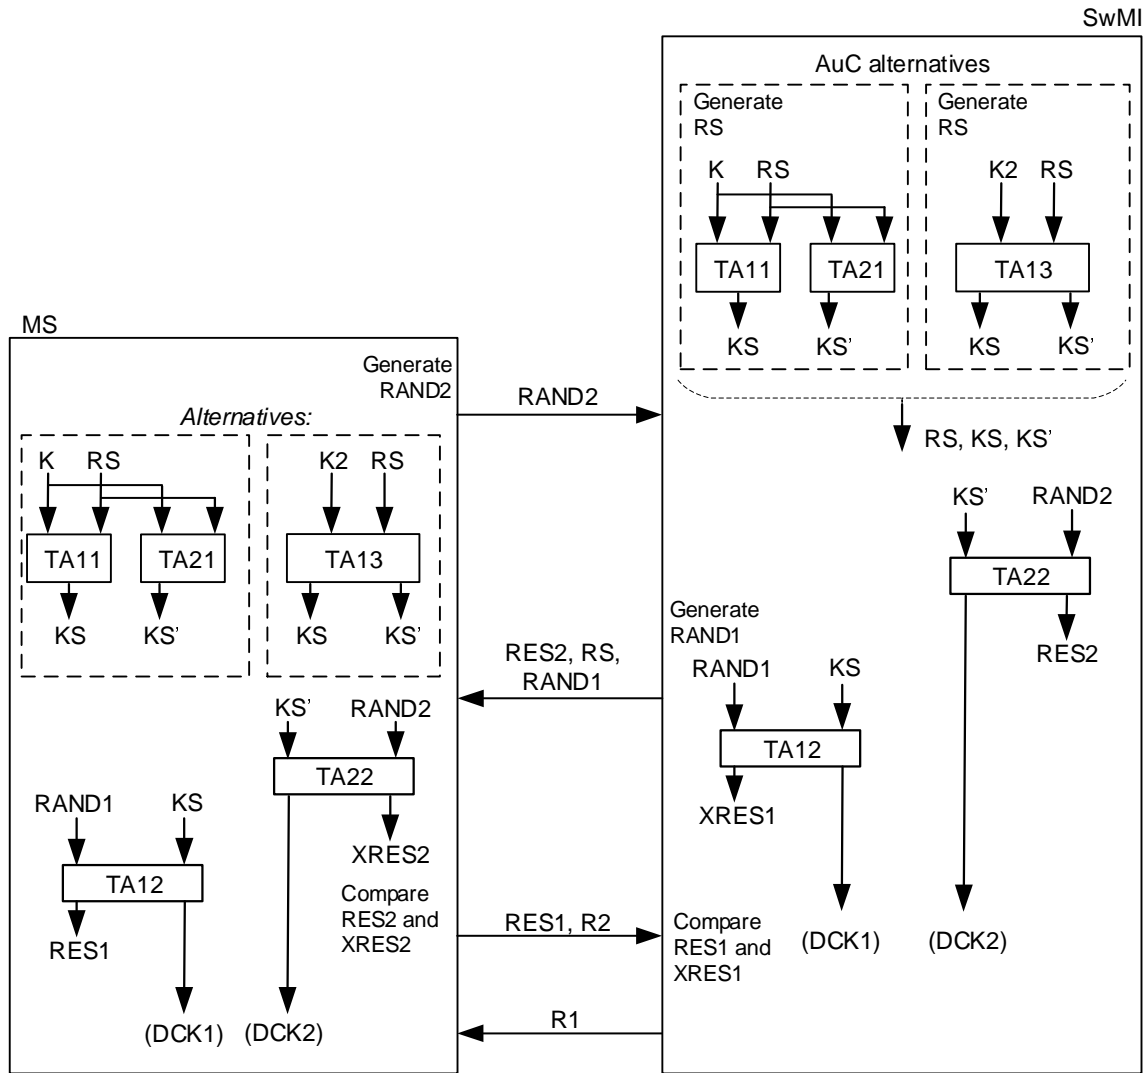 SwMI
AuC alternatives
Generate
RS
Generate
RS
K RS
K2 RS
TA11 TA21
TA13
KS KS’
KS KS’
RS, KS, KS’
KS’ RAND2
TA22
RES2
Generate
RAND1
RAND1 KS
TA12
XRES1
Compare
RES1 and
XRES1
(DCK1) (DCK2)
MS
Generate
RAND2
Alternatives:
K RS
K2 RS
TA11 TA21
TA13
KS KS’
KS KS’
KS’ RAND2
TA22
XRES2
RAND1 KS
TA12
RES1
Compare
RES2 and
XRES2
(DCK1) (DCK2)
RAND2
RES2, RS,
RAND1
RES1, R2
R1